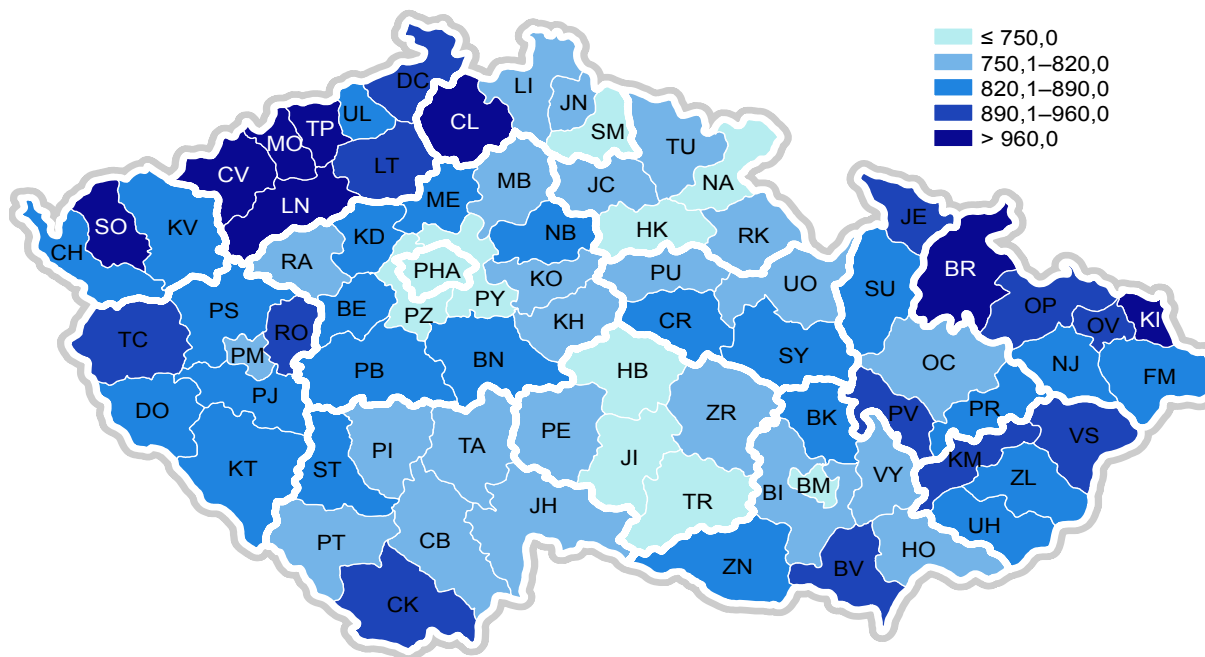 ≤ 750,0
750,1–820,0
820,1–890,0
890,1–960,0
> 960,0
DC
LI
JN
UL
TP
CL
SM
MO
TU
CV
LT
MB
JC
NA
LN
ME
SO
KV
KD
NB
HK
RK
JE
CH
RA
PHA
KO
PU
BR
PS
BE
PZ
PY
UO
SU
OP
OV
KI
TC
RO
PM
KH
CR
PB
BN
HB
SY
OC
NJ
FM
DO
PJ
ZR
BK
PV
PR
VS
KT
ST
PI
TA
PE
JI
VY
KM
ZL
BM
BI
TR
JH
UH
PT
CB
ZN
BV
HO
CK